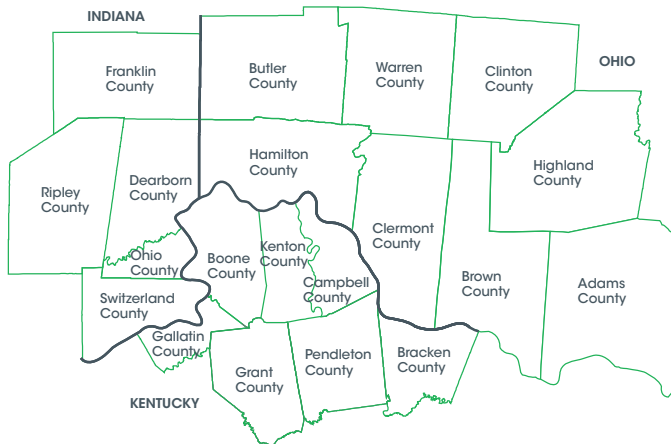 INDIANA
Franklin
County
Butler
County
Warren
County
Clinton
County
OHIO
Ripley
County
Dearborn
County
Hamilton
County
Highland
County
Ohio
County
Boone
County
Kenton
County
Campbell
County
Clermont
County
Brown
County
Adams
County
Switzerland
County
Gallatin
County
Grant
County
Pendleton
County
Bracken
County
KENTUCKY